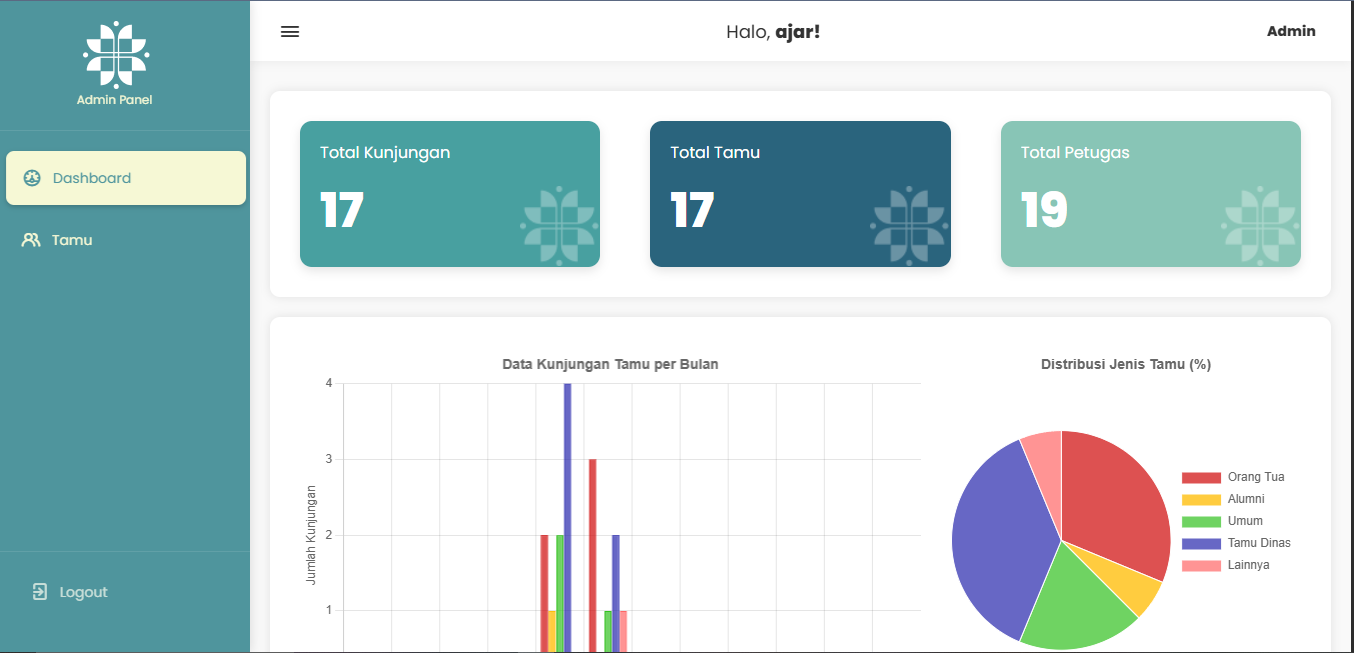 Admin Panel
Dashboard
Tamu
Logout
Halo, ajar!
Admin
Total Kunjungan
17
Total Tamu
17
Total Petugas
19
Data Kunjungan Tamu per Bulan
4
3
2
1
Jumlah Kunjungan
Distribusi Jenis Tamu (%)
Orang Tua
Alumni
Umum
Tamu Dinas
Lainnya